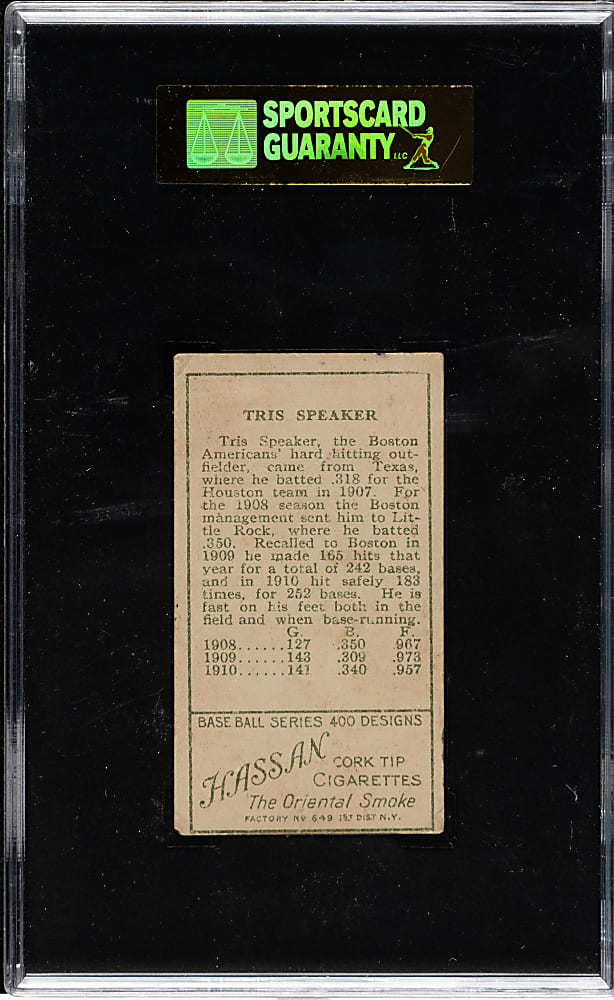 SPORTSCARD
GUARANTY LLC
TRIS SPEAKER
Tris Speaker, the Boston
Americans' hard hitting out-
fielder, came from Texas,
where he batted .318 for the
Houston team in 1907. For
the 1908 season the Boston
management sent him to Lit-
tle Rock, where he batted
.350. Recalled to Boston in
1909 he made 165 hits that
year for a total of 242 bases,
and in 1910 hit safely 183
times, for 252 bases. He is
fast on his feet both in the
field and when base-running.
G. B. F.
1908......127 .350 .967
1909......143 .309 .973
1910......141 .340 .957
BASE BALL SERIES 400 DESIGNS
HASSAN CORK TIP
CIGARETTES
The Oriental Smoke
FACTORY No 649 1ST DIST N.Y.